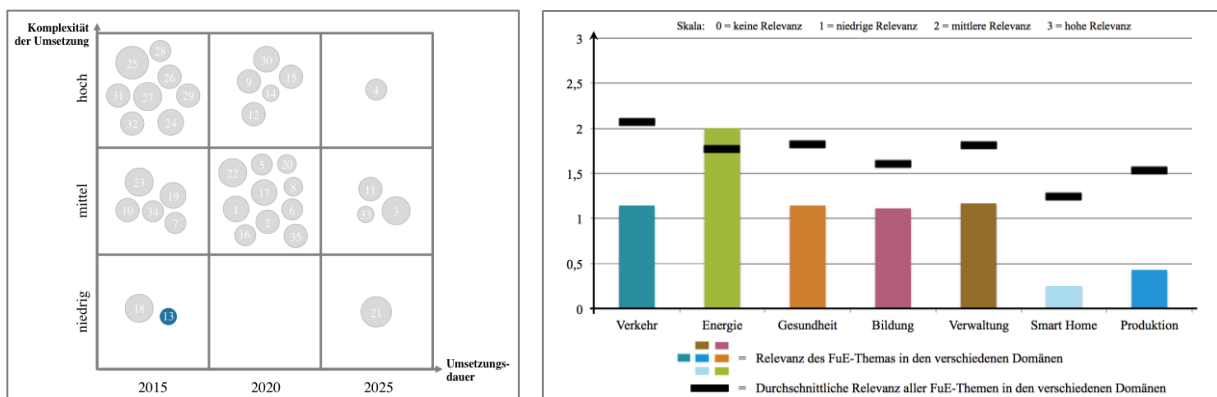 Komplexität
der Umsetzung
hoch
25 28 26 31 27 29 32 24
30 9 15 14 12
4
mittel
23 19 10 34 7
22 5 20 17 8 1 6 2 16 35
11 33 3
niedrig
18 13
21
Umsetzungs-
dauer
2015 2020 2025
Skala: 0 = keine Relevanz 1 = niedrige Relevanz 2 = mittlere Relevanz 3 = hohe Relevanz
3
2,5
2
1,5
1
0,5
0
Verkehr Energie Gesundheit Bildung Verwaltung Smart Home Produktion
= Relevanz des FuE-Themas in den verschiedenen Domänen
= Durchschnittliche Relevanz aller FuE-Themen in den verschiedenen Domänen